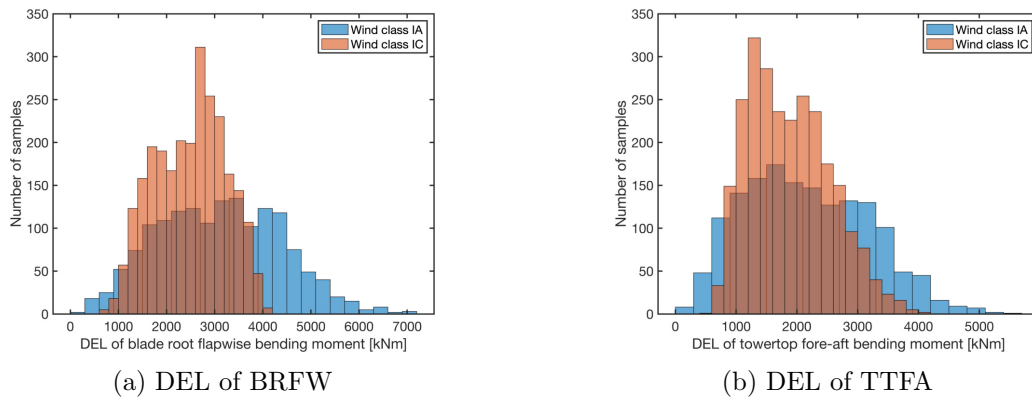 350
300
250
200
150
100
50
0
Number of samples
Wind class IA
Wind class IC
0 1000 2000 3000 4000 5000 6000 7000
DEL of blade root flapwise bending moment [kNm]
(a) DEL of BRFW
350
300
250
200
150
100
50
0
Number of samples
Wind class IA
Wind class IC
0 1000 2000 3000 4000 5000
DEL of towertop fore-aft bending moment [kNm]
(b) DEL of TTFA